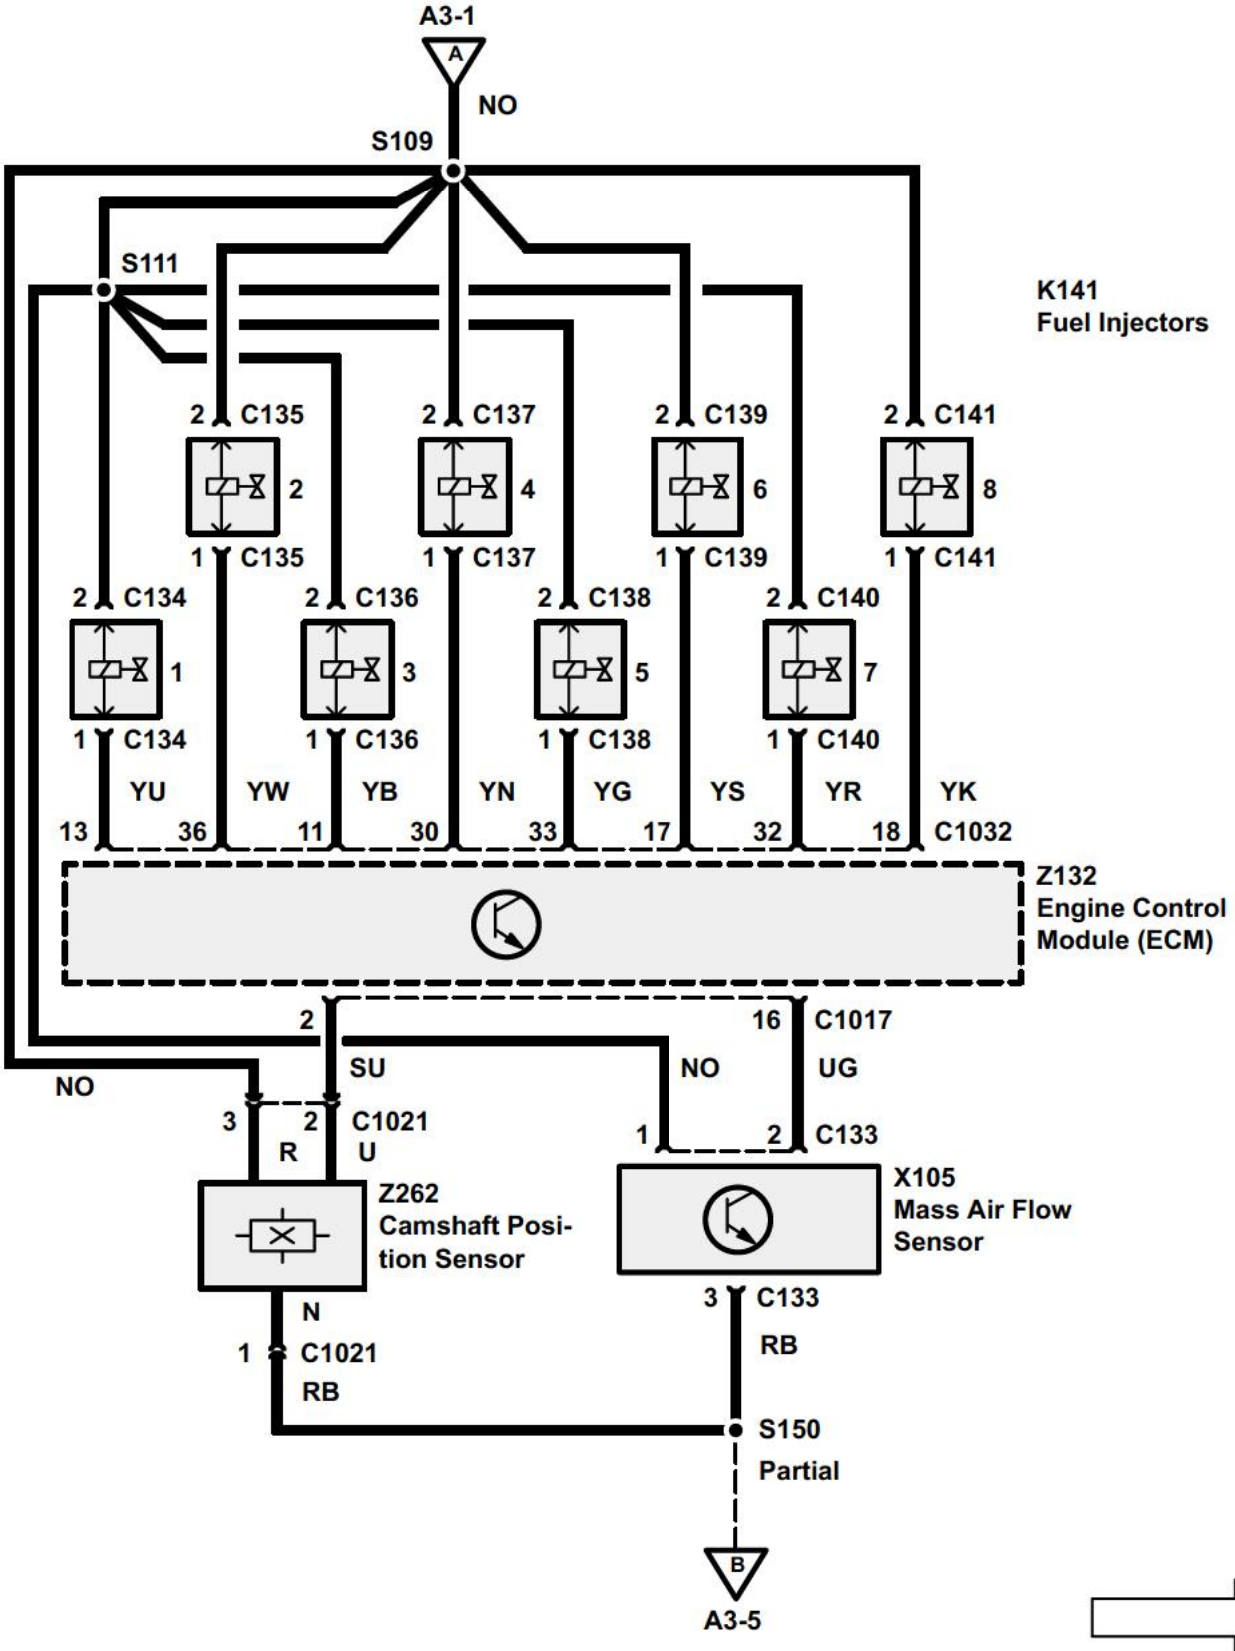 A3-1
A
NO
S109
S111
K141
Fuel Injectors
2 C135 2 C137 2 C139 2 C141
2 4 6 8
1 C135 1 C137 1 C139 1 C141
2 C134 2 C136 2 C138 2 C140
1 3 5 7
1 C134 1 C136 1 C138 1 C140
YU YW YB YN YG YS YR YK
13 36 11 30 33 17 32 18 C1032
Z132
Engine Control
Module (ECM)
2 16 C1017
NO SU NO UG
3 2 C1021 1 2 C133
R U
Z262
Camshaft Posi-
tion Sensor
X105
Mass Air Flow
Sensor
N 3 C133
1 C1021 RB
RB
S150
Partial
B
A3-5